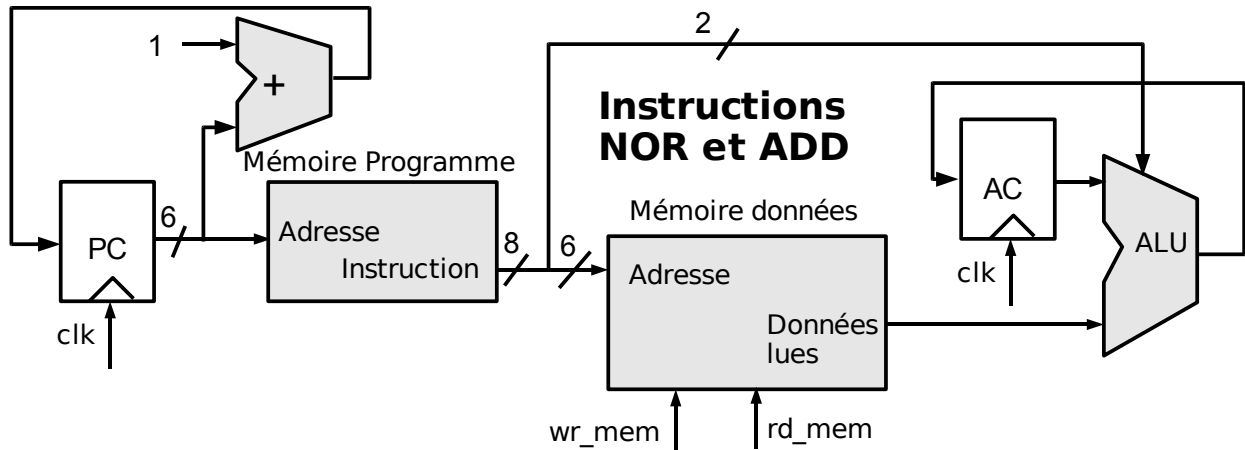 2
1
+
Instructions
NOR et ADD
Mémoire Programme
AC
6
PC
Adresse
Instruction
8
6
Mémoire données
Adresse
ALU
clk
Données
lues
clk
wr_mem
rd_mem